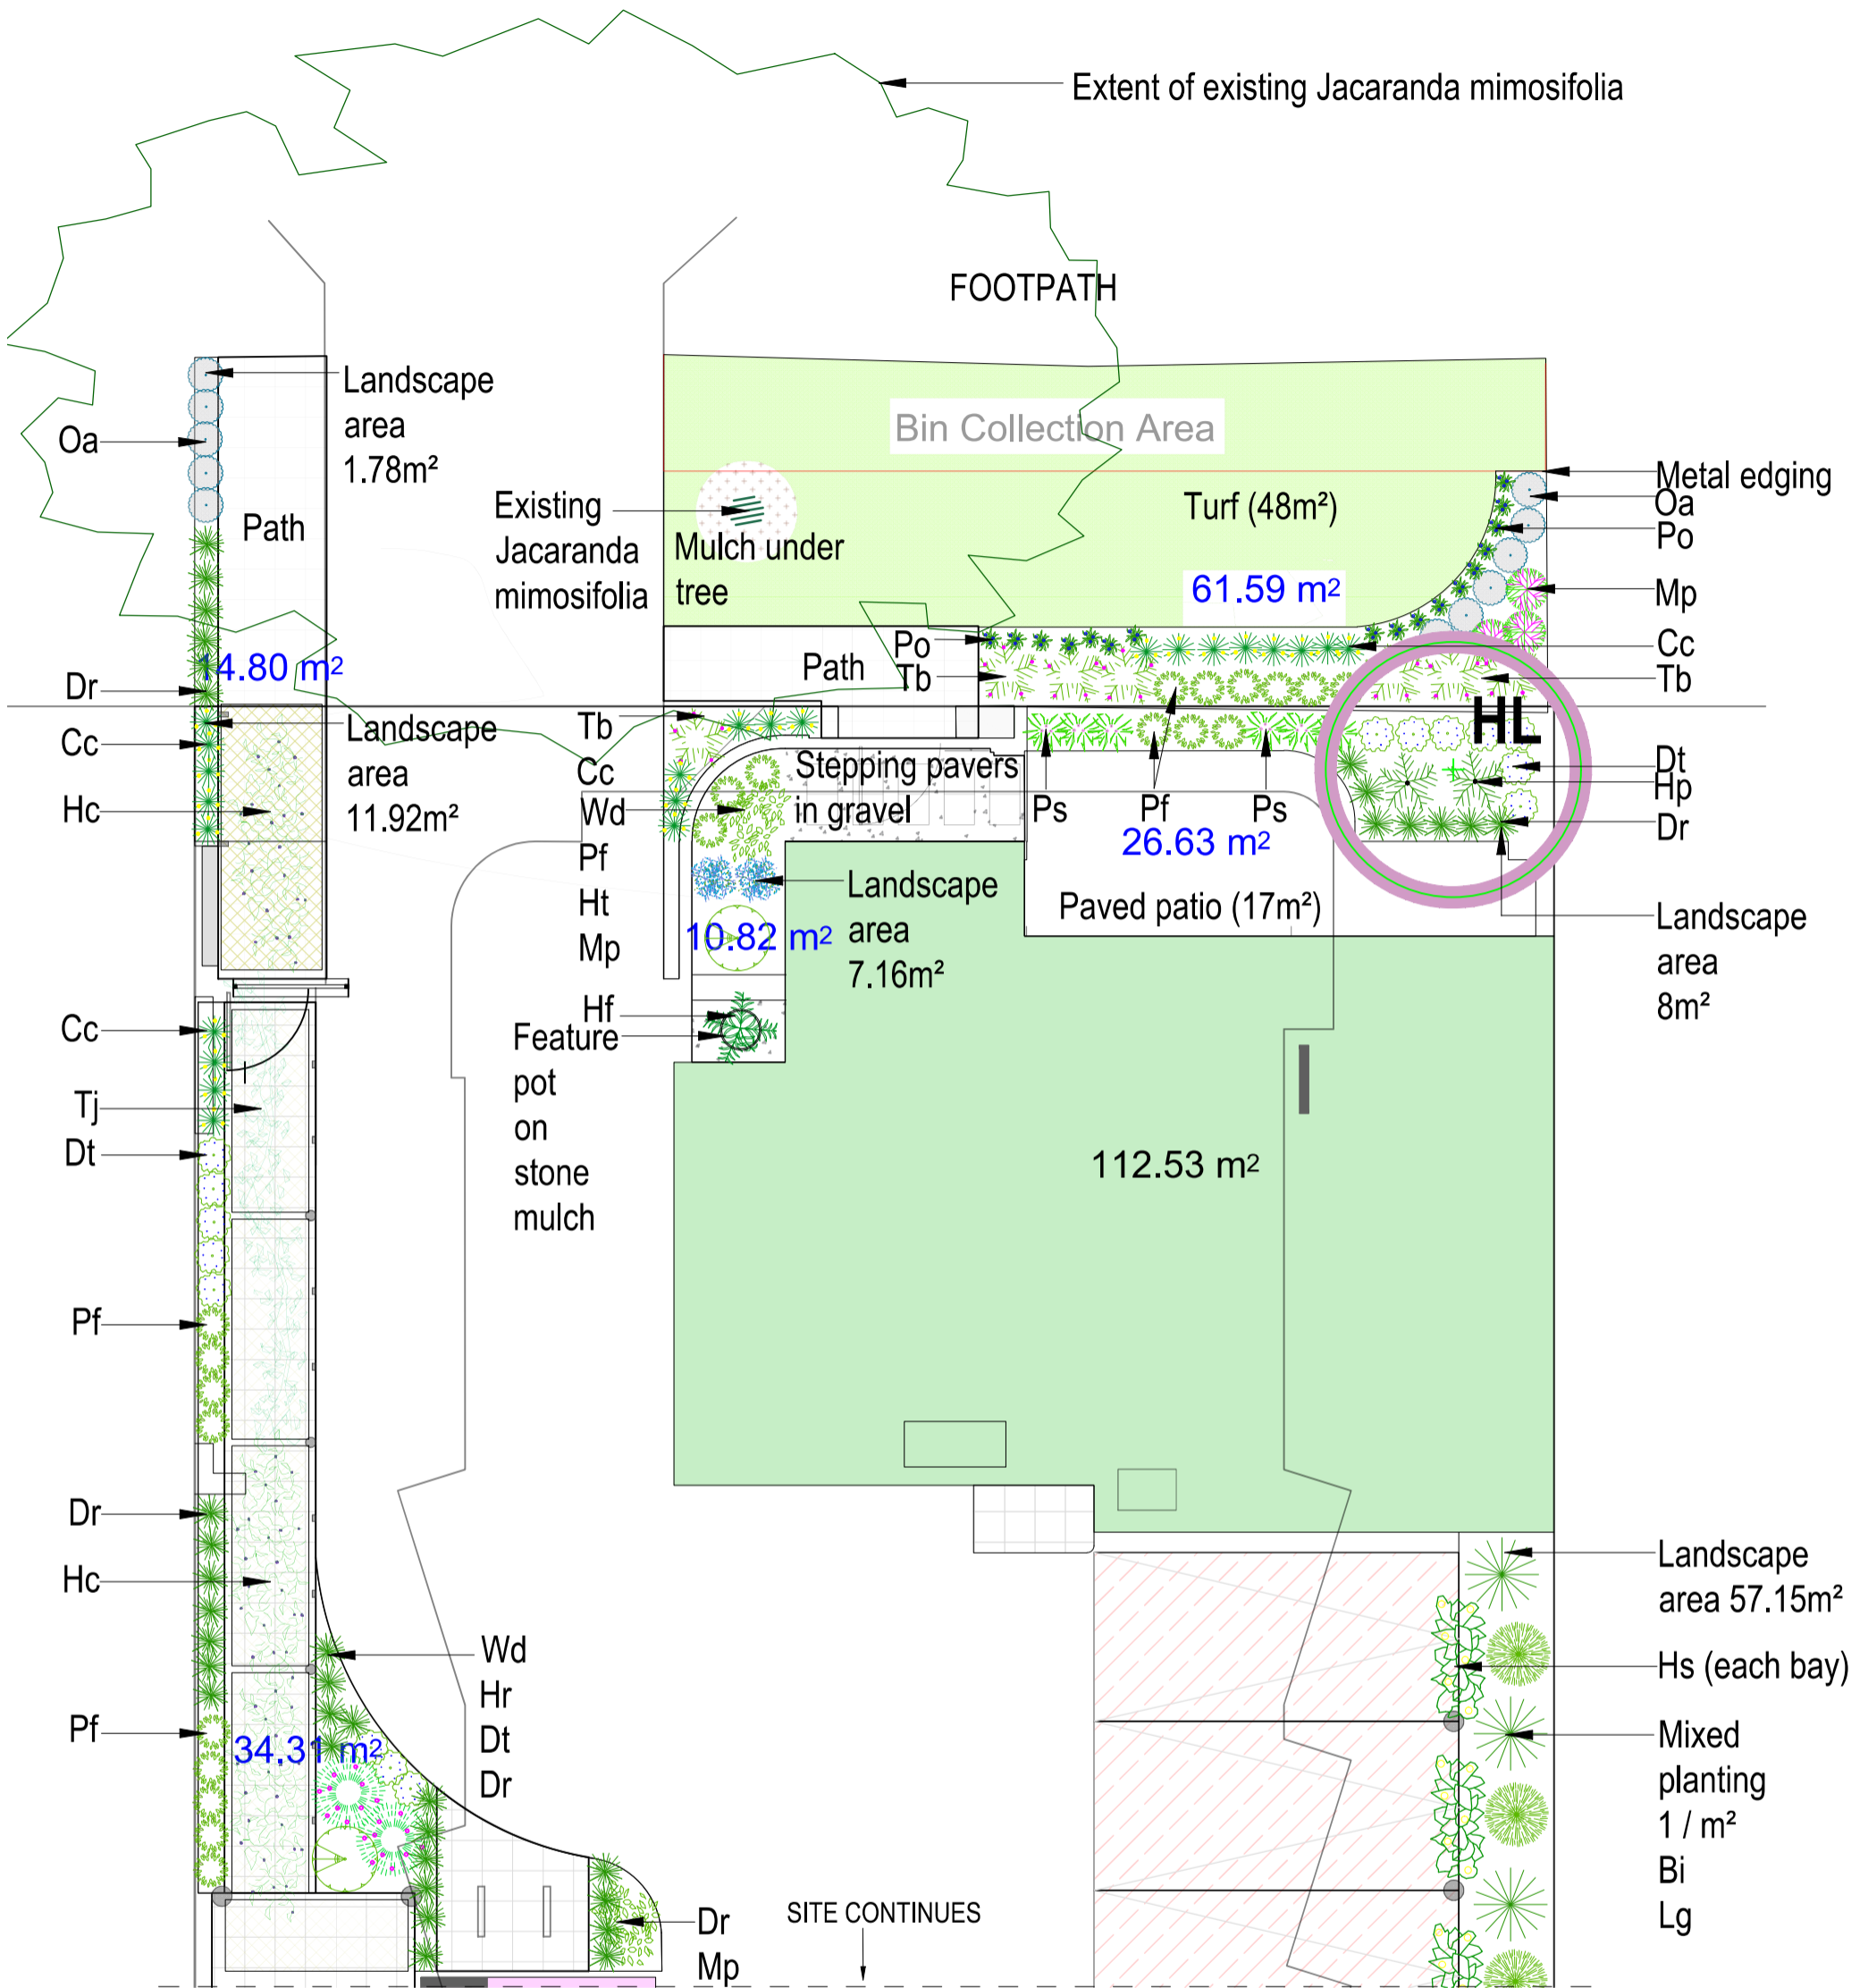 Extent of existing Jacaranda mimosifolia
FOOTPATH
Landscape
area
1.78m²
Oa
Path
Bin Collection Area
Existing
Jacaranda
mimosifolia
Mulch under
tree
Turf (48m²)
61.59 m²
Metal edging
Oa
Po
Mp
Cc
Tb
Po
Tb
Path
14.80 m²
Dr
Cc
Hc
Landscape
area
11.92m²
Tb
Cc
Wd
Pf
Ht
Mp
Stepping pavers
in gravel
Ps
Pf
Ps
26.63 m²
HL
Dt
Hp
Dr
Landscape
area
7.16m²
10.82 m²
Paved patio (17m²)
Landscape
area
8m²
Hf
Feature
pot
on
stone
mulch
Cc
Tj
Dt
112.53 m²
Pf
Dr
Hc
Pf
34.31 m²
Wd
Hr
Dt
Dr
Landscape
area 57.15m²
Hs (each bay)
Mixed
planting
1 / m²
Bi
Lg
Dr
Mp
SITE CONTINUES